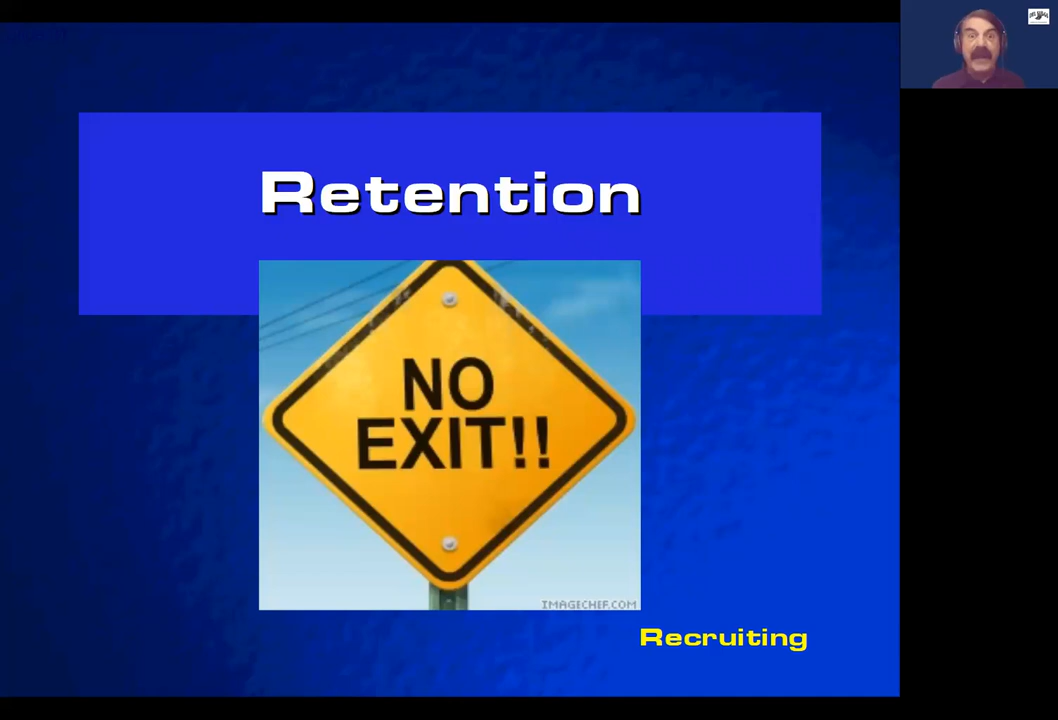 Retention
NO
EXIT!!
IMAGECHEF.COM
Recruiting